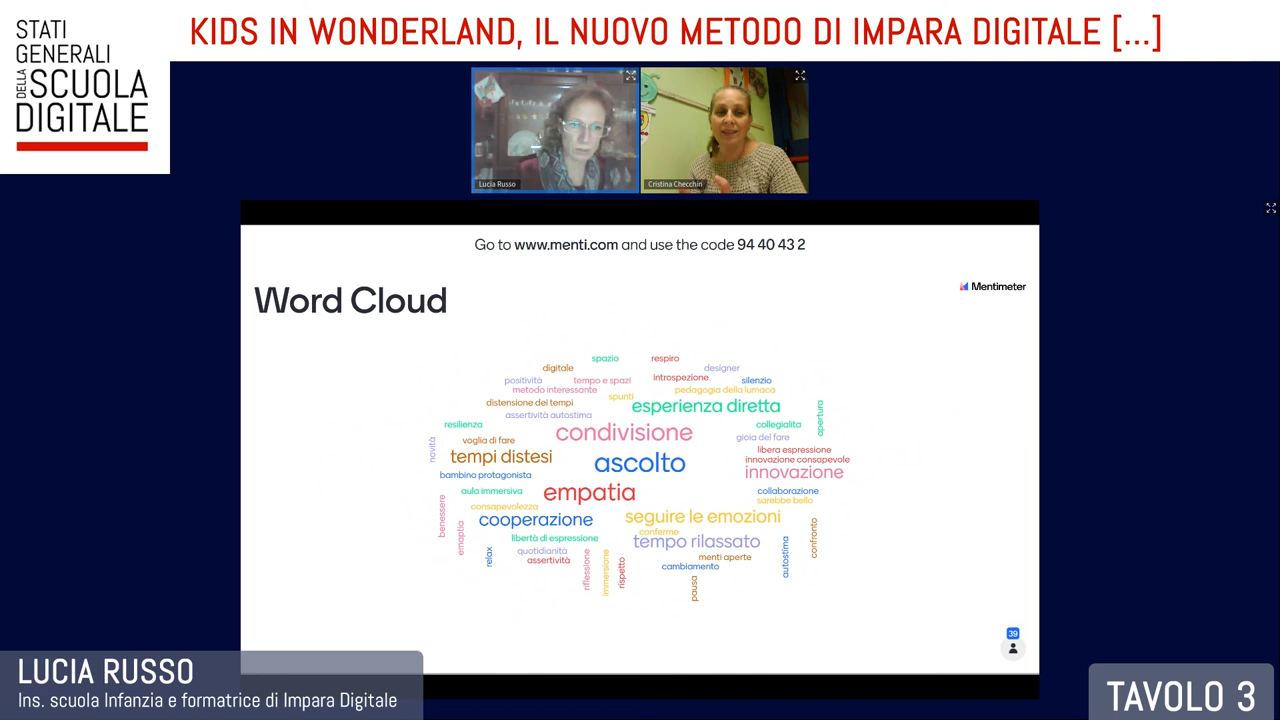 STATI
GENERALI
DELLA SCUOLA
DIGITALE
KIDS IN WONDERLAND, IL NUOVO METODO DI IMPARA DIGITALE [...]
Lucia Russo
Cristina Checchin
Go to www.menti.com and use the code 94 40 43 2
Word Cloud
Mentimeter
spazio
respiro
digitale
designer
positività
tempo e spazi
introspezione
silenzio
metodo interessante
pedagogia della lumaca
spunti
distensione dei tempi
esperienza diretta
apertura
assertività autostima
resilienza
condivisione
collegialita
novità
voglia di fare
gioia del fare
libera espressione
tempi distesi
ascolto
innovazione consapevole
innovazione
bambino protagonista
aula immersiva
empatia
collaborazione
sarebbe bello
benessere
consapevolezza
emaptia
cooperazione
seguire le emozioni
confronto
conferme
libertà di espressione
tempo rilassato
autostima
relax
quotidianità
assertività
riflessione
immersione
rispetto
menti aperte
cambiamento
pausa
39
LUCIA RUSSO
Ins. scuola Infanzia e formatrice di Impara Digitale
TAVOLO 3